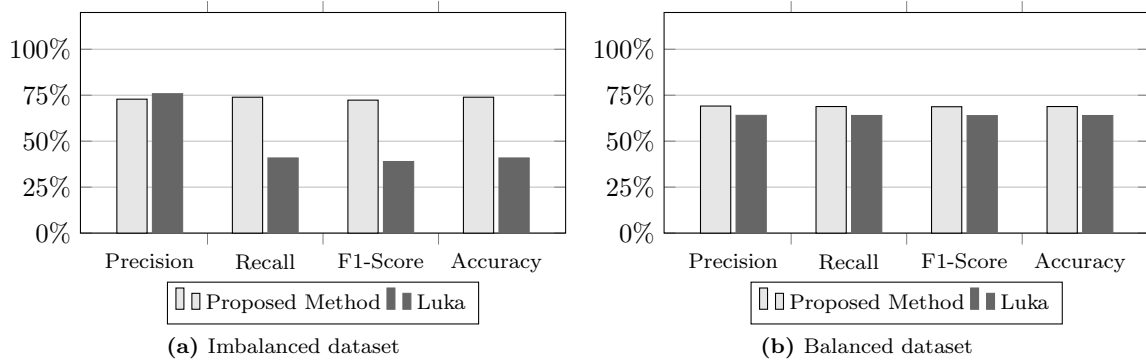 100%
75%
50%
25%
0%
Precision Recall F1-Score Accuracy
Proposed Method Luka
(a) Imbalanced dataset
100%
75%
50%
25%
0%
Precision Recall F1-Score Accuracy
Proposed Method Luka
(b) Balanced dataset